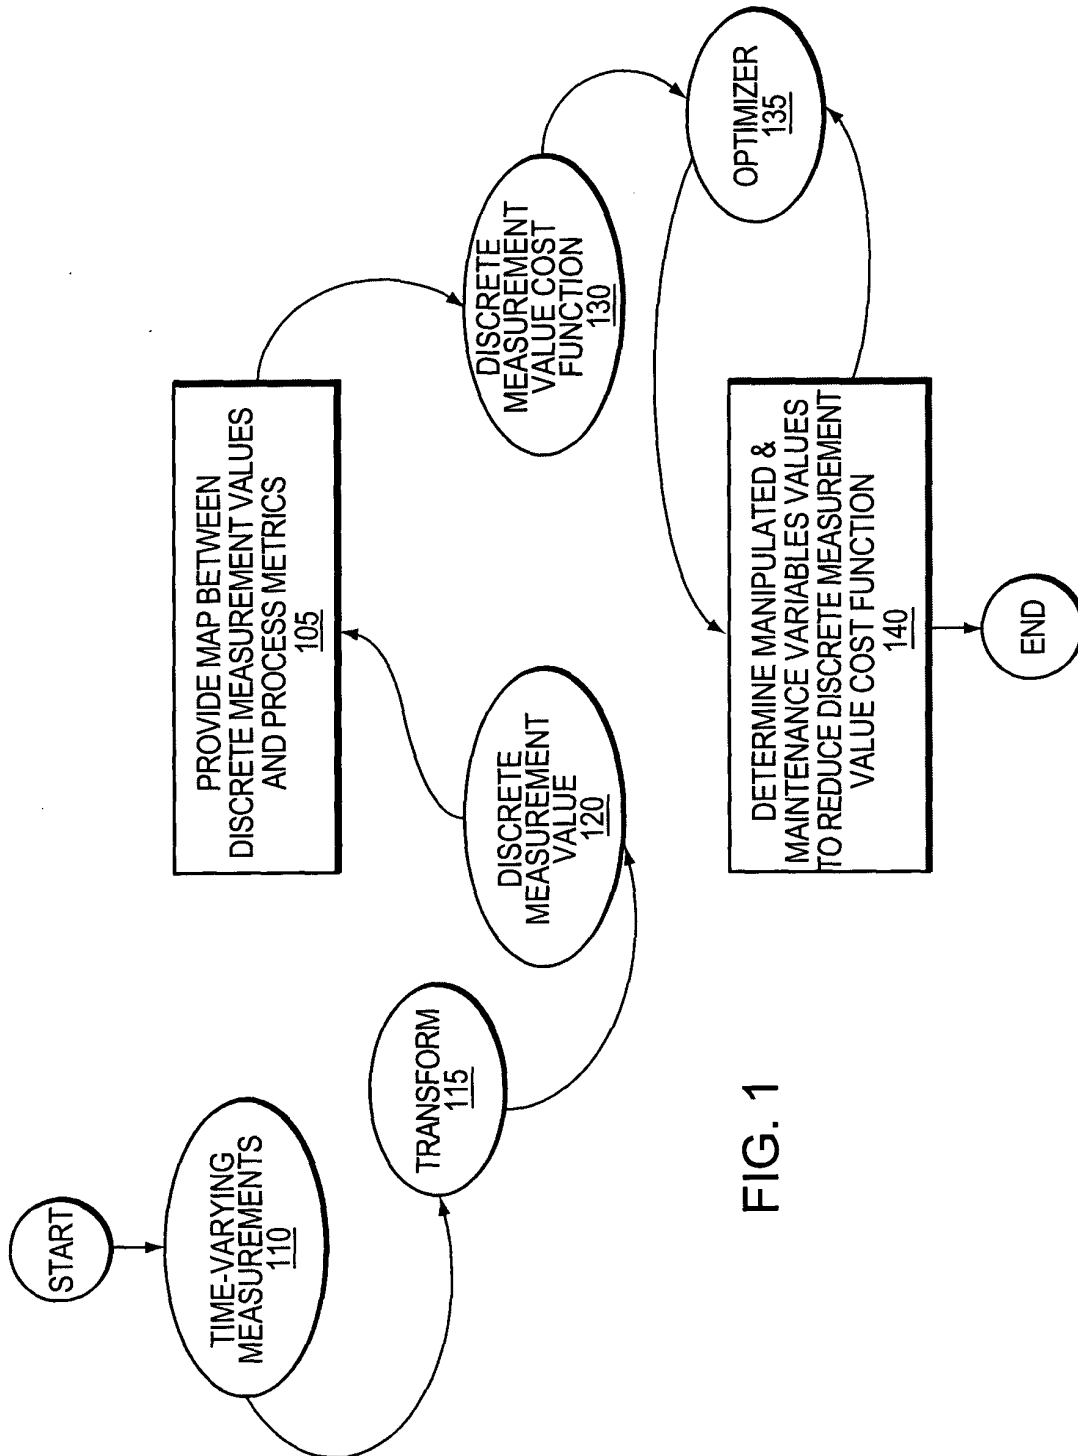 START
TIME-VARYING
MEASUREMENTS
110
TRANSFORM
115
DISCRETE
MEASUREMENT
VALUE
120
PROVIDE MAP BETWEEN
DISCRETE MEASUREMENT VALUES
AND PROCESS METRICS
105
DISCRETE
MEASUREMENT
VALUE COST
FUNCTION
130
OPTIMIZER
135
DETERMINE MANIPULATED &
MAINTENANCE VARIABLES VALUES
TO REDUCE DISCRETE MEASUREMENT
VALUE COST FUNCTION
140
END
FIG. 1